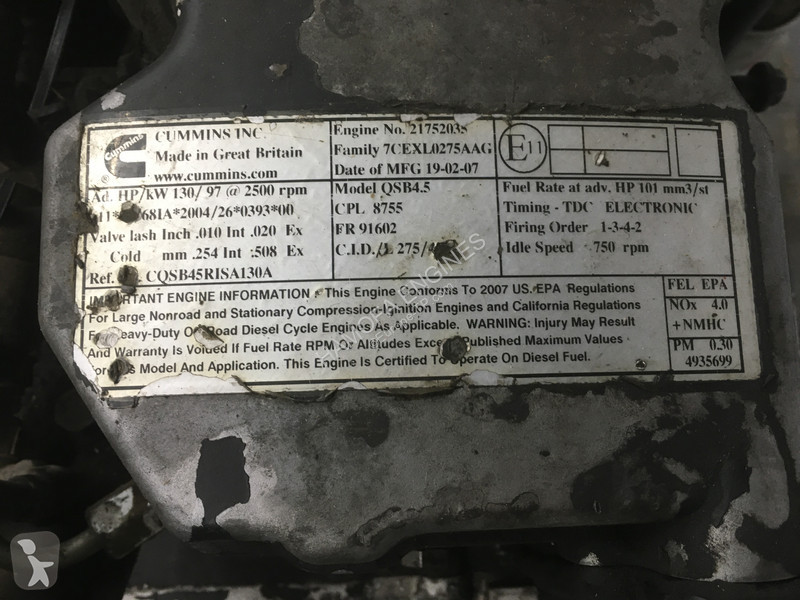 Cummins
CUMMINS INC.
Made in Great Britain
www.cummins.com
Engine No. 21752035
Family 7CEXL0275AAG
Date of MFG 19-02-07
E11
Ad. HP/kW 130/ 97 @ 2500 rpm
68IA*2004/26*0393*00
Valve lash Inch .010 Int .020 Ex
Cold mm .254 Int .508 Ex
Ref. CQSB45RISA130A
Model QSB4.5
CPL 8755
FR 91602
C.I.D./L 275/4
Fuel Rate at adv. HP 101 mm3/st
Timing - TDC ELECTRONIC
Firing Order 1-3-4-2
Idle Speed 750 rpm
IMPORTANT ENGINE INFORMATION : This Engine Conforms To 2007 US. EPA Regulations
For Large Nonroad and Stationary Compression-Ignition Engines and California Regulations
Heavy-Duty Road Diesel Cycle Engines As Applicable. WARNING: Injury May Result
And Warranty Is Voided If Fuel Rate RPM Or Altitudes Exceed Published Maximum Values
Model And Application. This Engine Is Certified To Operate On Diesel Fuel.
FEL EPA
NOx 4.0
+NMHC
PM 0.30
4935699
ENGINES